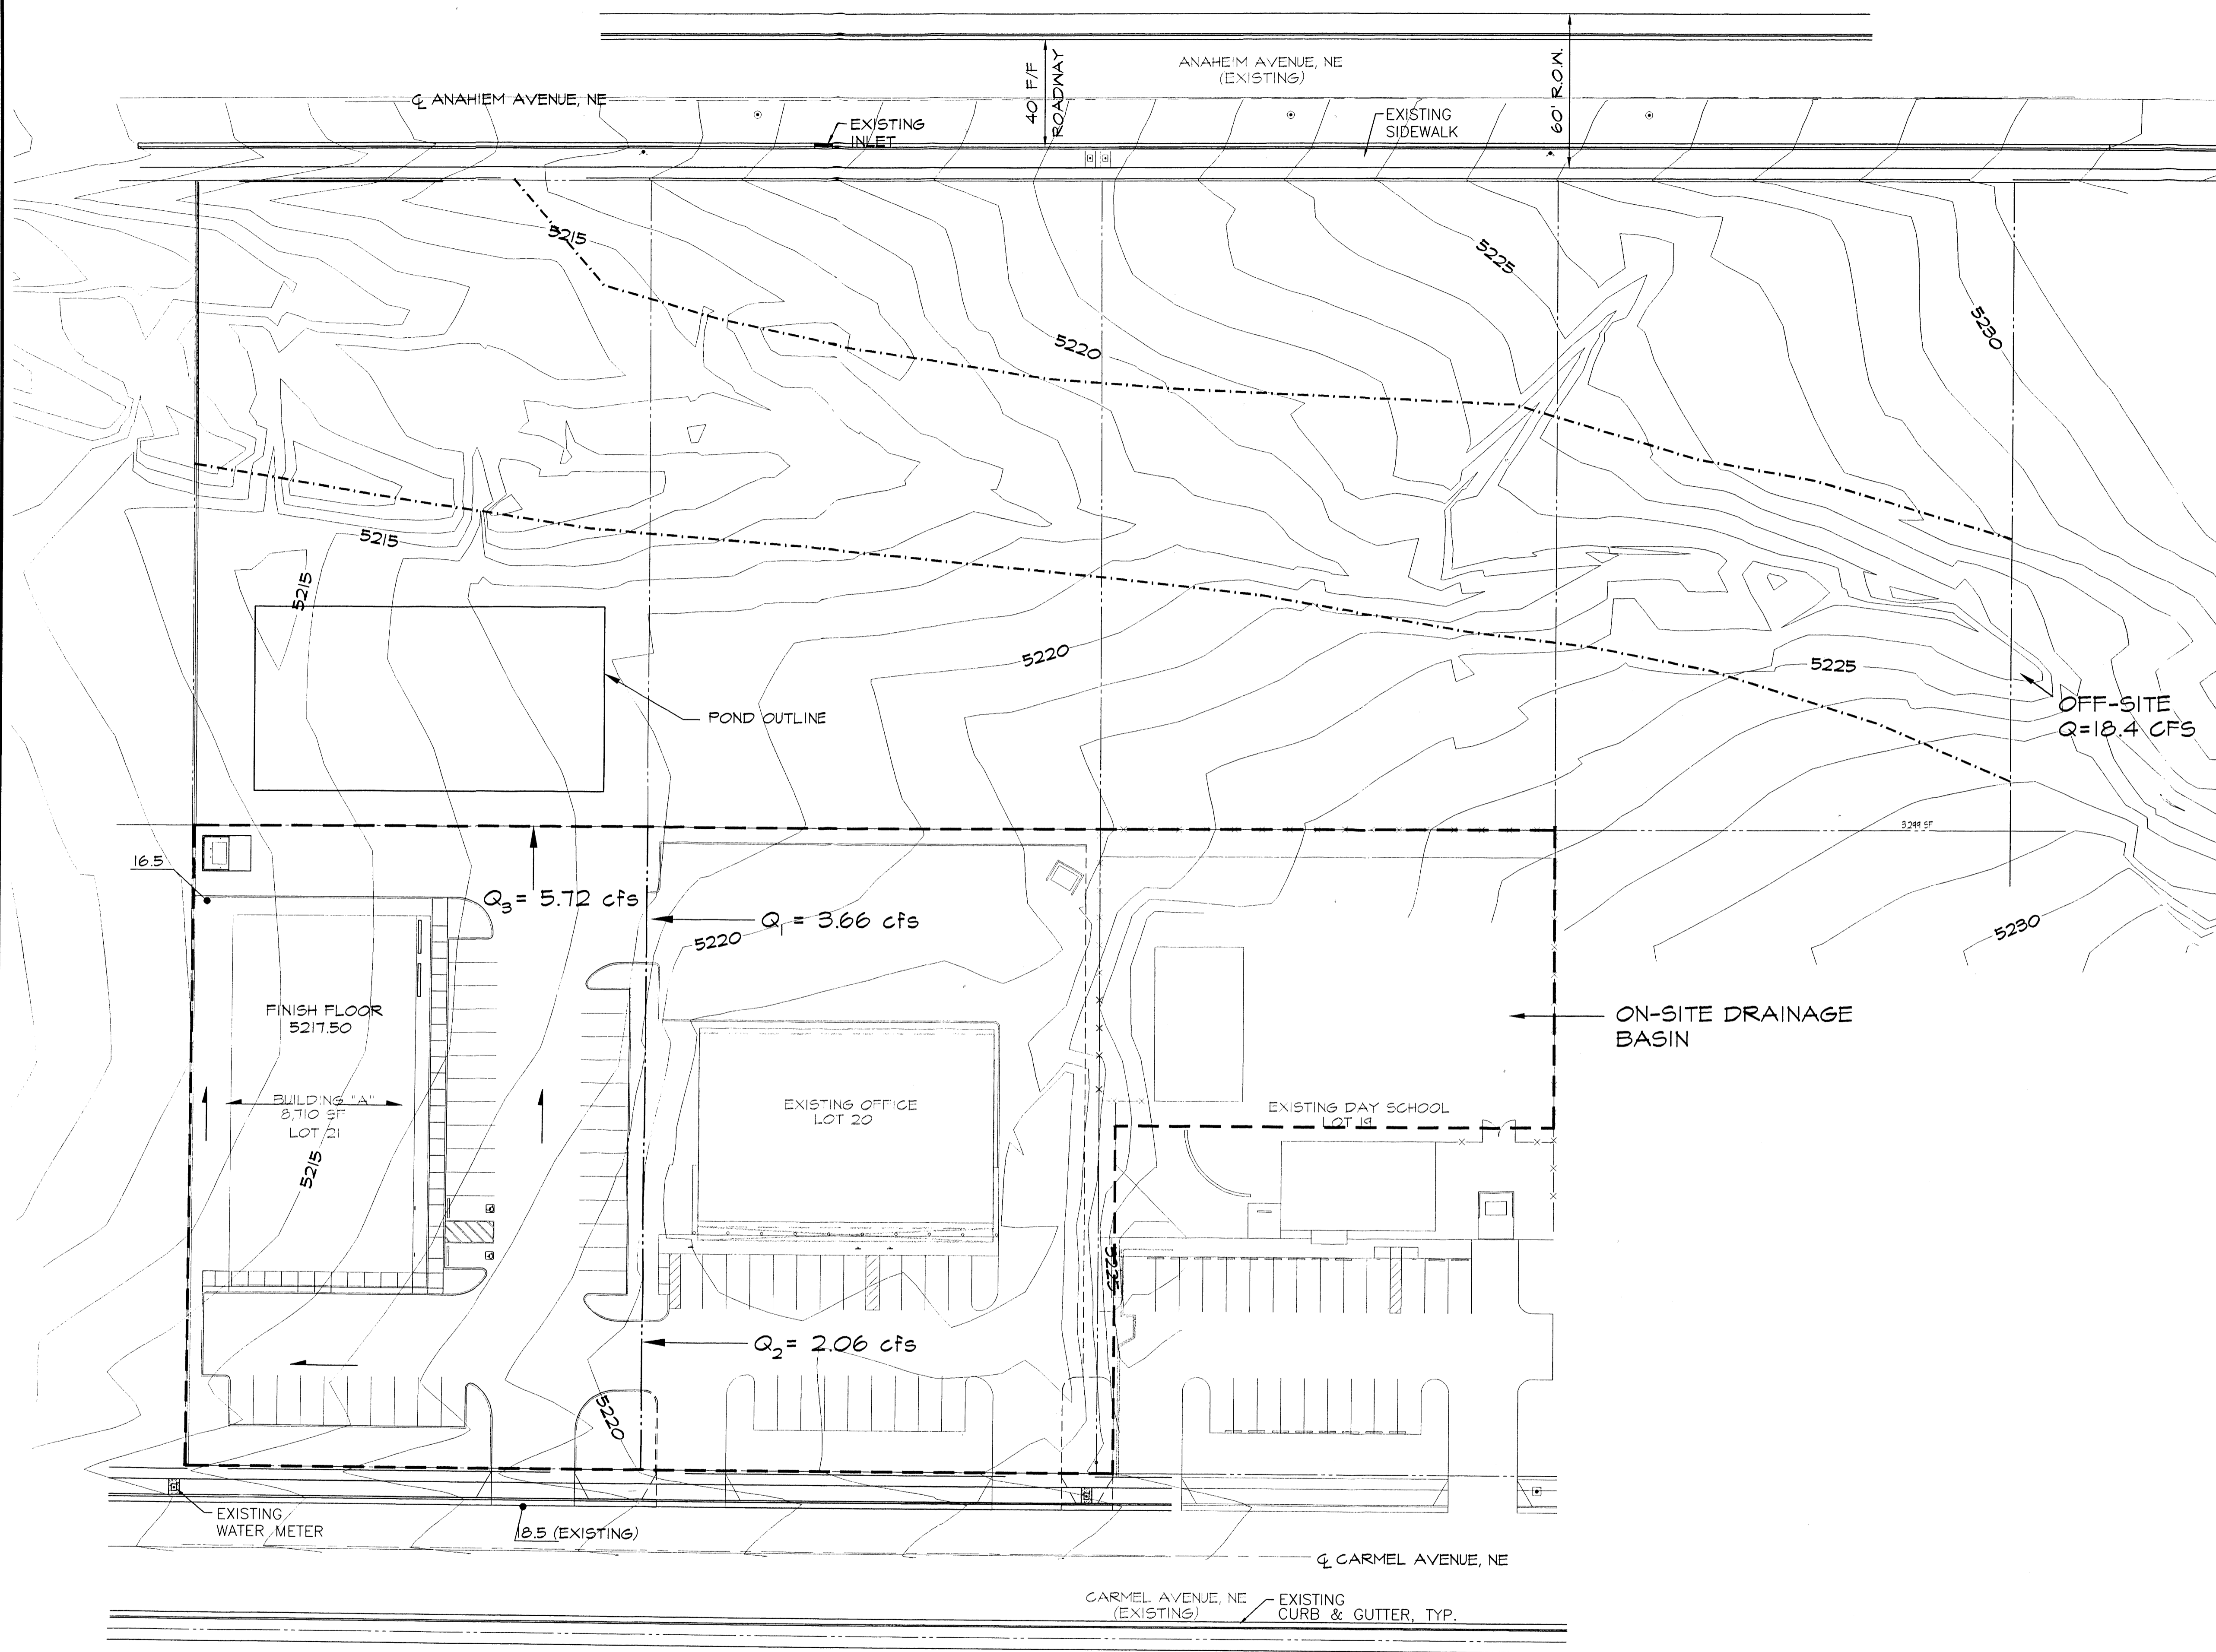 ANAHEIM AVENUE, NE
(EXISTING)
40' F/F
ROADWAY
60' R.O.W.
℄ ANAHIEM AVENUE, NE
EXISTING
INLET
EXISTING
SIDEWALK
5215
5225
5220
5230
5215
5215
5220
5225
POND OUTLINE
OFF-SITE
Q=18.4 CFS
3,299 SF
16.5
Q3= 5.72 cfs
Q1= 3.66 cfs
5220
5230
FINISH FLOOR
5217.50
ON-SITE DRAINAGE
BASIN
BUILDING "A"
8,710 SF
LOT 21
5215
EXISTING OFFICE
LOT 20
EXISTING DAY SCHOOL
LOT 19
5225
Q2= 2.06 cfs
5220
EXISTING
WATER METER
18.5 (EXISTING)
℄ CARMEL AVENUE, NE
CARMEL AVENUE, NE
(EXISTING)
EXISTING
CURB & GUTTER, TYP.